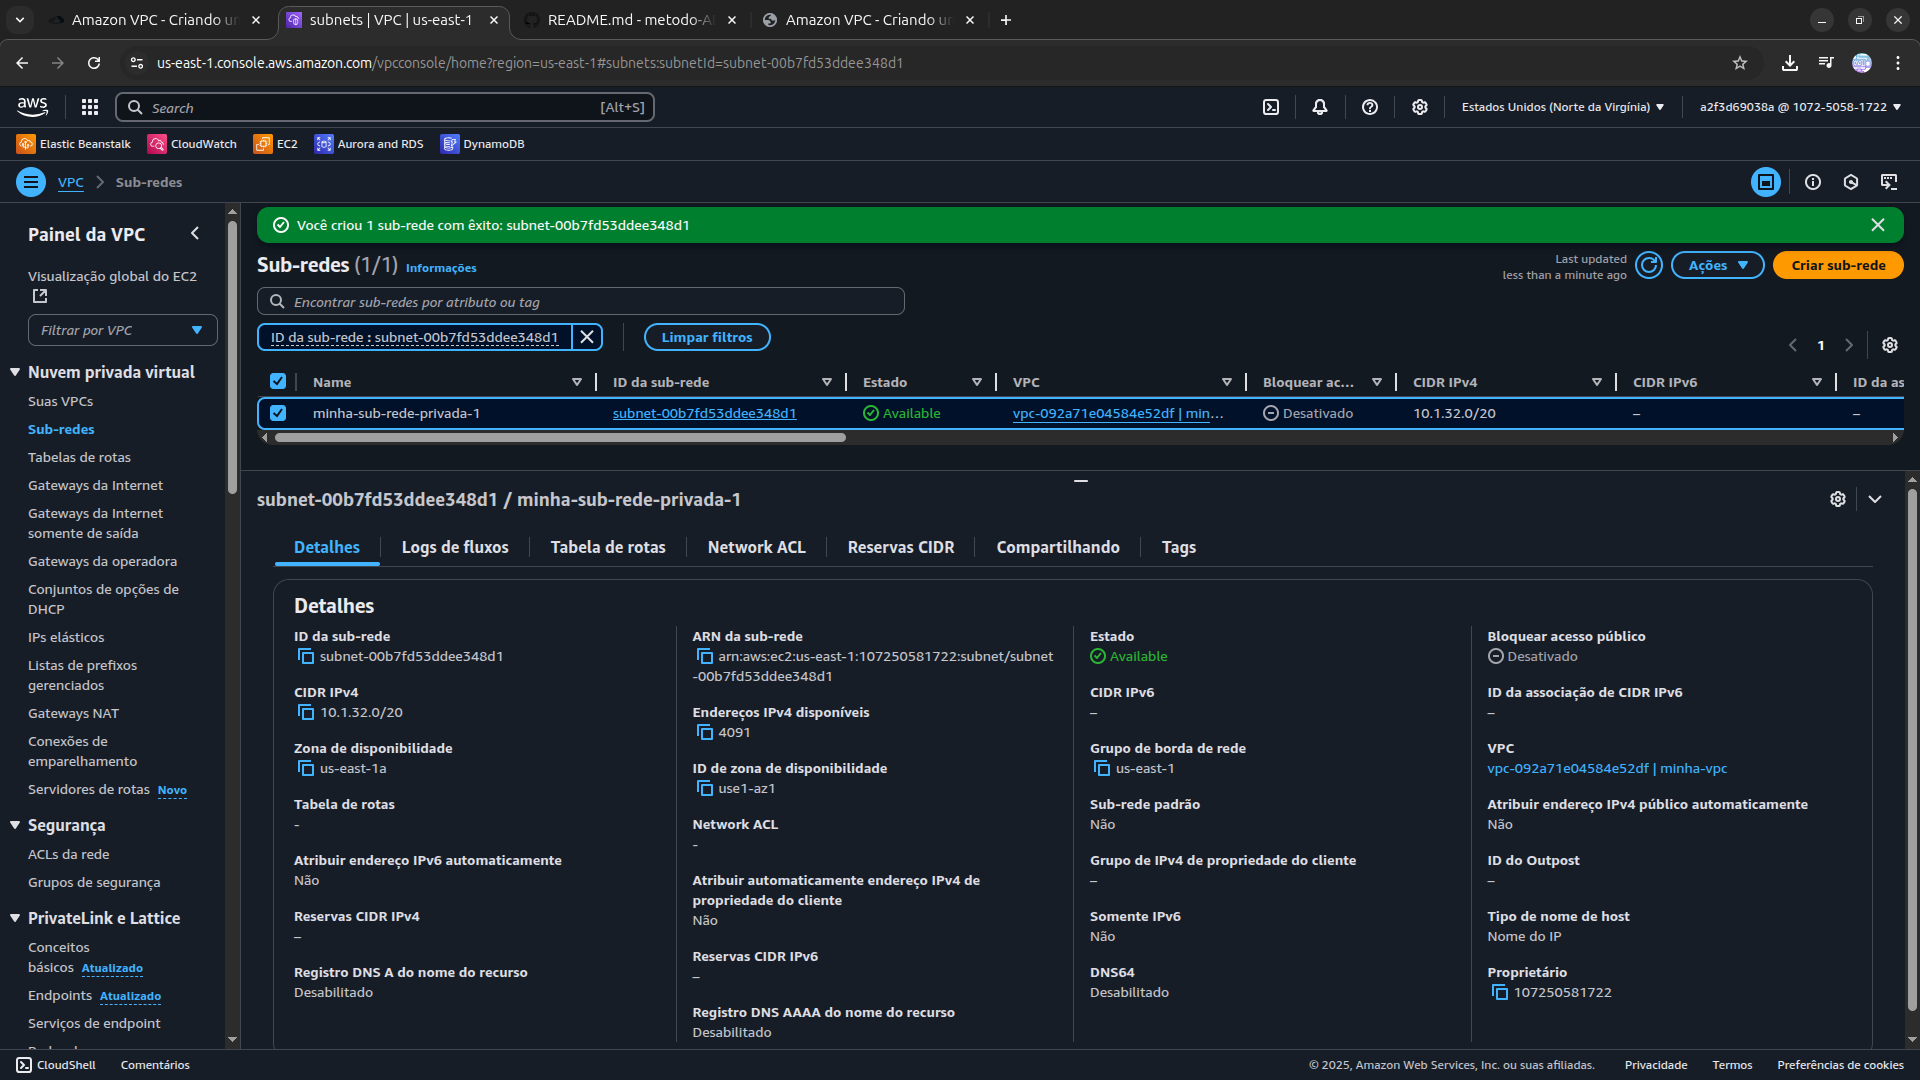 Amazon VPC - Criando ur
subnets | VPC | us-east-1
README.md - metodo-A
Amazon VPC - Criando ur
us-east-1.console.aws.amazon.com/vpcconsole/home?region=us-east-1#subnets:subnetId=subnet-00b7fd53ddee348d1
aws
Search
[Alt+S]
Estados Unidos (Norte da Virgínia)
a2f3d69038a @ 1072-5058-1722
Elastic Beanstalk
CloudWatch
EC2
Aurora and RDS
DynamoDB
VPC
Sub-redes
Painel da VPC
Visualização global do EC2
Filtrar por VPC
Nuvem privada virtual
Suas VPCs
Sub-redes
Tabelas de rotas
Gateways da Internet
Gateways da Internet
somente de saída
Gateways da operadora
Conjuntos de opções de
DHCP
IPs elásticos
Listas de prefixos
gerenciados
Gateways NAT
Conexões de
emparelhamento
Servidores de rotas Novo
Segurança
ACLs da rede
Grupos de segurança
PrivateLink e Lattice
Conceitos
básicos Atualizado
Endpoints Atualizado
Serviços de endpoint
Você criou 1 sub-rede com êxito: subnet-00b7fd53ddee348d1
Sub-redes (1/1) Informações
Last updated
less than a minute ago
Ações
Criar sub-rede
Encontrar sub-redes por atributo ou tag
ID da sub-rede : subnet-00b7fd53ddee348d1
Limpar filtros
1
Name
ID da sub-rede
Estado
VPC
Bloquear ac...
CIDR IPv4
CIDR IPv6
ID da as
minha-sub-rede-privada-1
subnet-00b7fd53ddee348d1
Available
vpc-092a71e04584e52df | min...
Desativado
10.1.32.0/20
–
–
subnet-00b7fd53ddee348d1 / minha-sub-rede-privada-1
Detalhes
Logs de fluxos
Tabela de rotas
Network ACL
Reservas CIDR
Compartilhando
Tags
Detalhes
ID da sub-rede
subnet-00b7fd53ddee348d1
CIDR IPv4
10.1.32.0/20
Zona de disponibilidade
us-east-1a
Tabela de rotas
-
Atribuir endereço IPv6 automaticamente
Não
Reservas CIDR IPv4
–
Registro DNS A do nome do recurso
Desabilitado
ARN da sub-rede
arn:aws:ec2:us-east-1:107250581722:subnet/subnet
-00b7fd53ddee348d1
Endereços IPv4 disponíveis
4091
ID de zona de disponibilidade
use1-az1
Network ACL
-
Atribuir automaticamente endereço IPv4 de
propriedade do cliente
Não
Reservas CIDR IPv6
–
Registro DNS AAAA do nome do recurso
Desabilitado
Estado
Available
CIDR IPv6
–
Grupo de borda de rede
us-east-1
Sub-rede padrão
Não
Grupo de IPv4 de propriedade do cliente
–
Somente IPv6
Não
DNS64
Desabilitado
Bloquear acesso público
Desativado
ID da associação de CIDR IPv6
–
VPC
vpc-092a71e04584e52df | minha-vpc
Atribuir endereço IPv4 público automaticamente
Não
ID do Outpost
–
Tipo de nome de host
Nome do IP
Proprietário
107250581722
CloudShell
Comentários
© 2025, Amazon Web Services, Inc. ou suas afiliadas.
Privacidade
Termos
Preferências de cookies